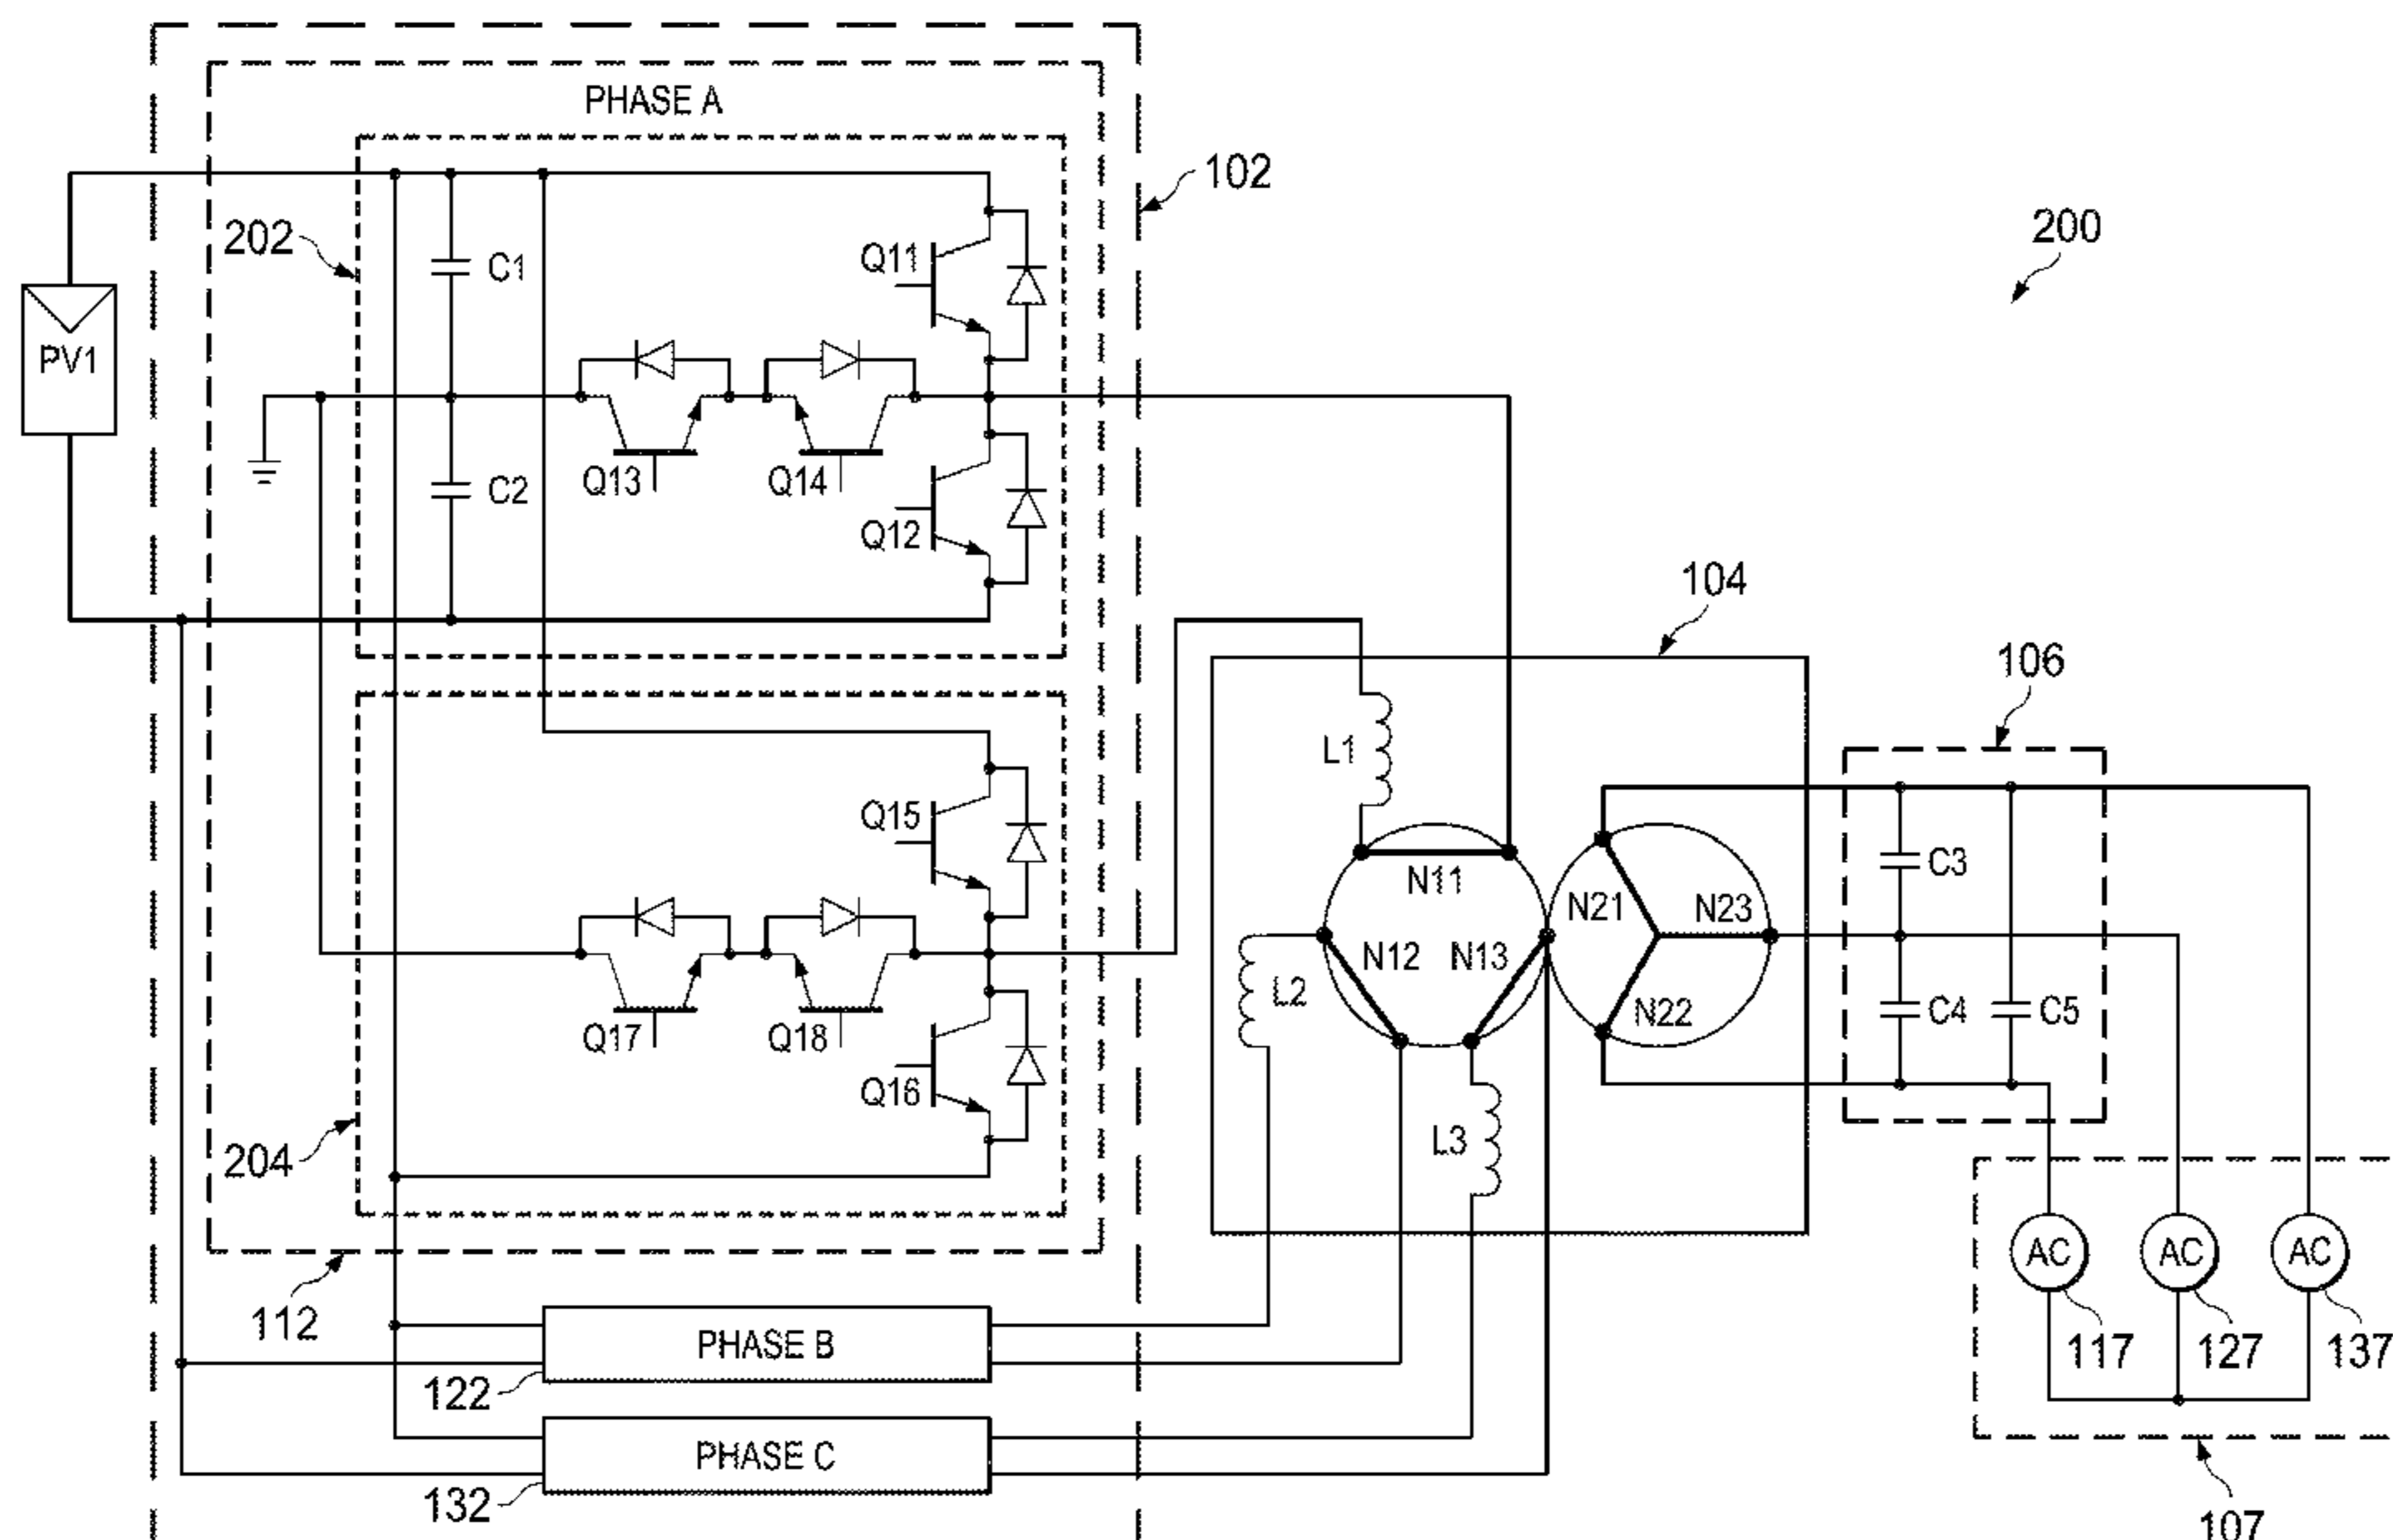 PHASE A
102
202
C1
Q11
200
PV1
Q13
Q14
C2
Q12
104
106
L1
Q15
N11
C3
N21
N23
N12
N13
L2
C4
C5
N22
Q17
Q18
Q16
L3
204
AC
AC
AC
112
PHASE B
117
127
137
122
PHASE C
132
107